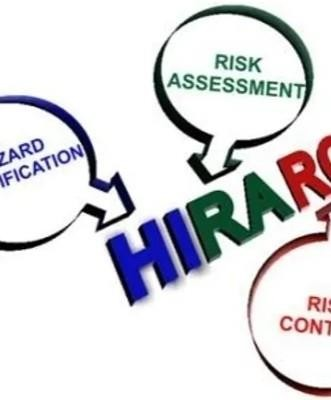 RISK
ASSESSMENT
ZARD
IFICATION
HIRARC
RIS
CONT